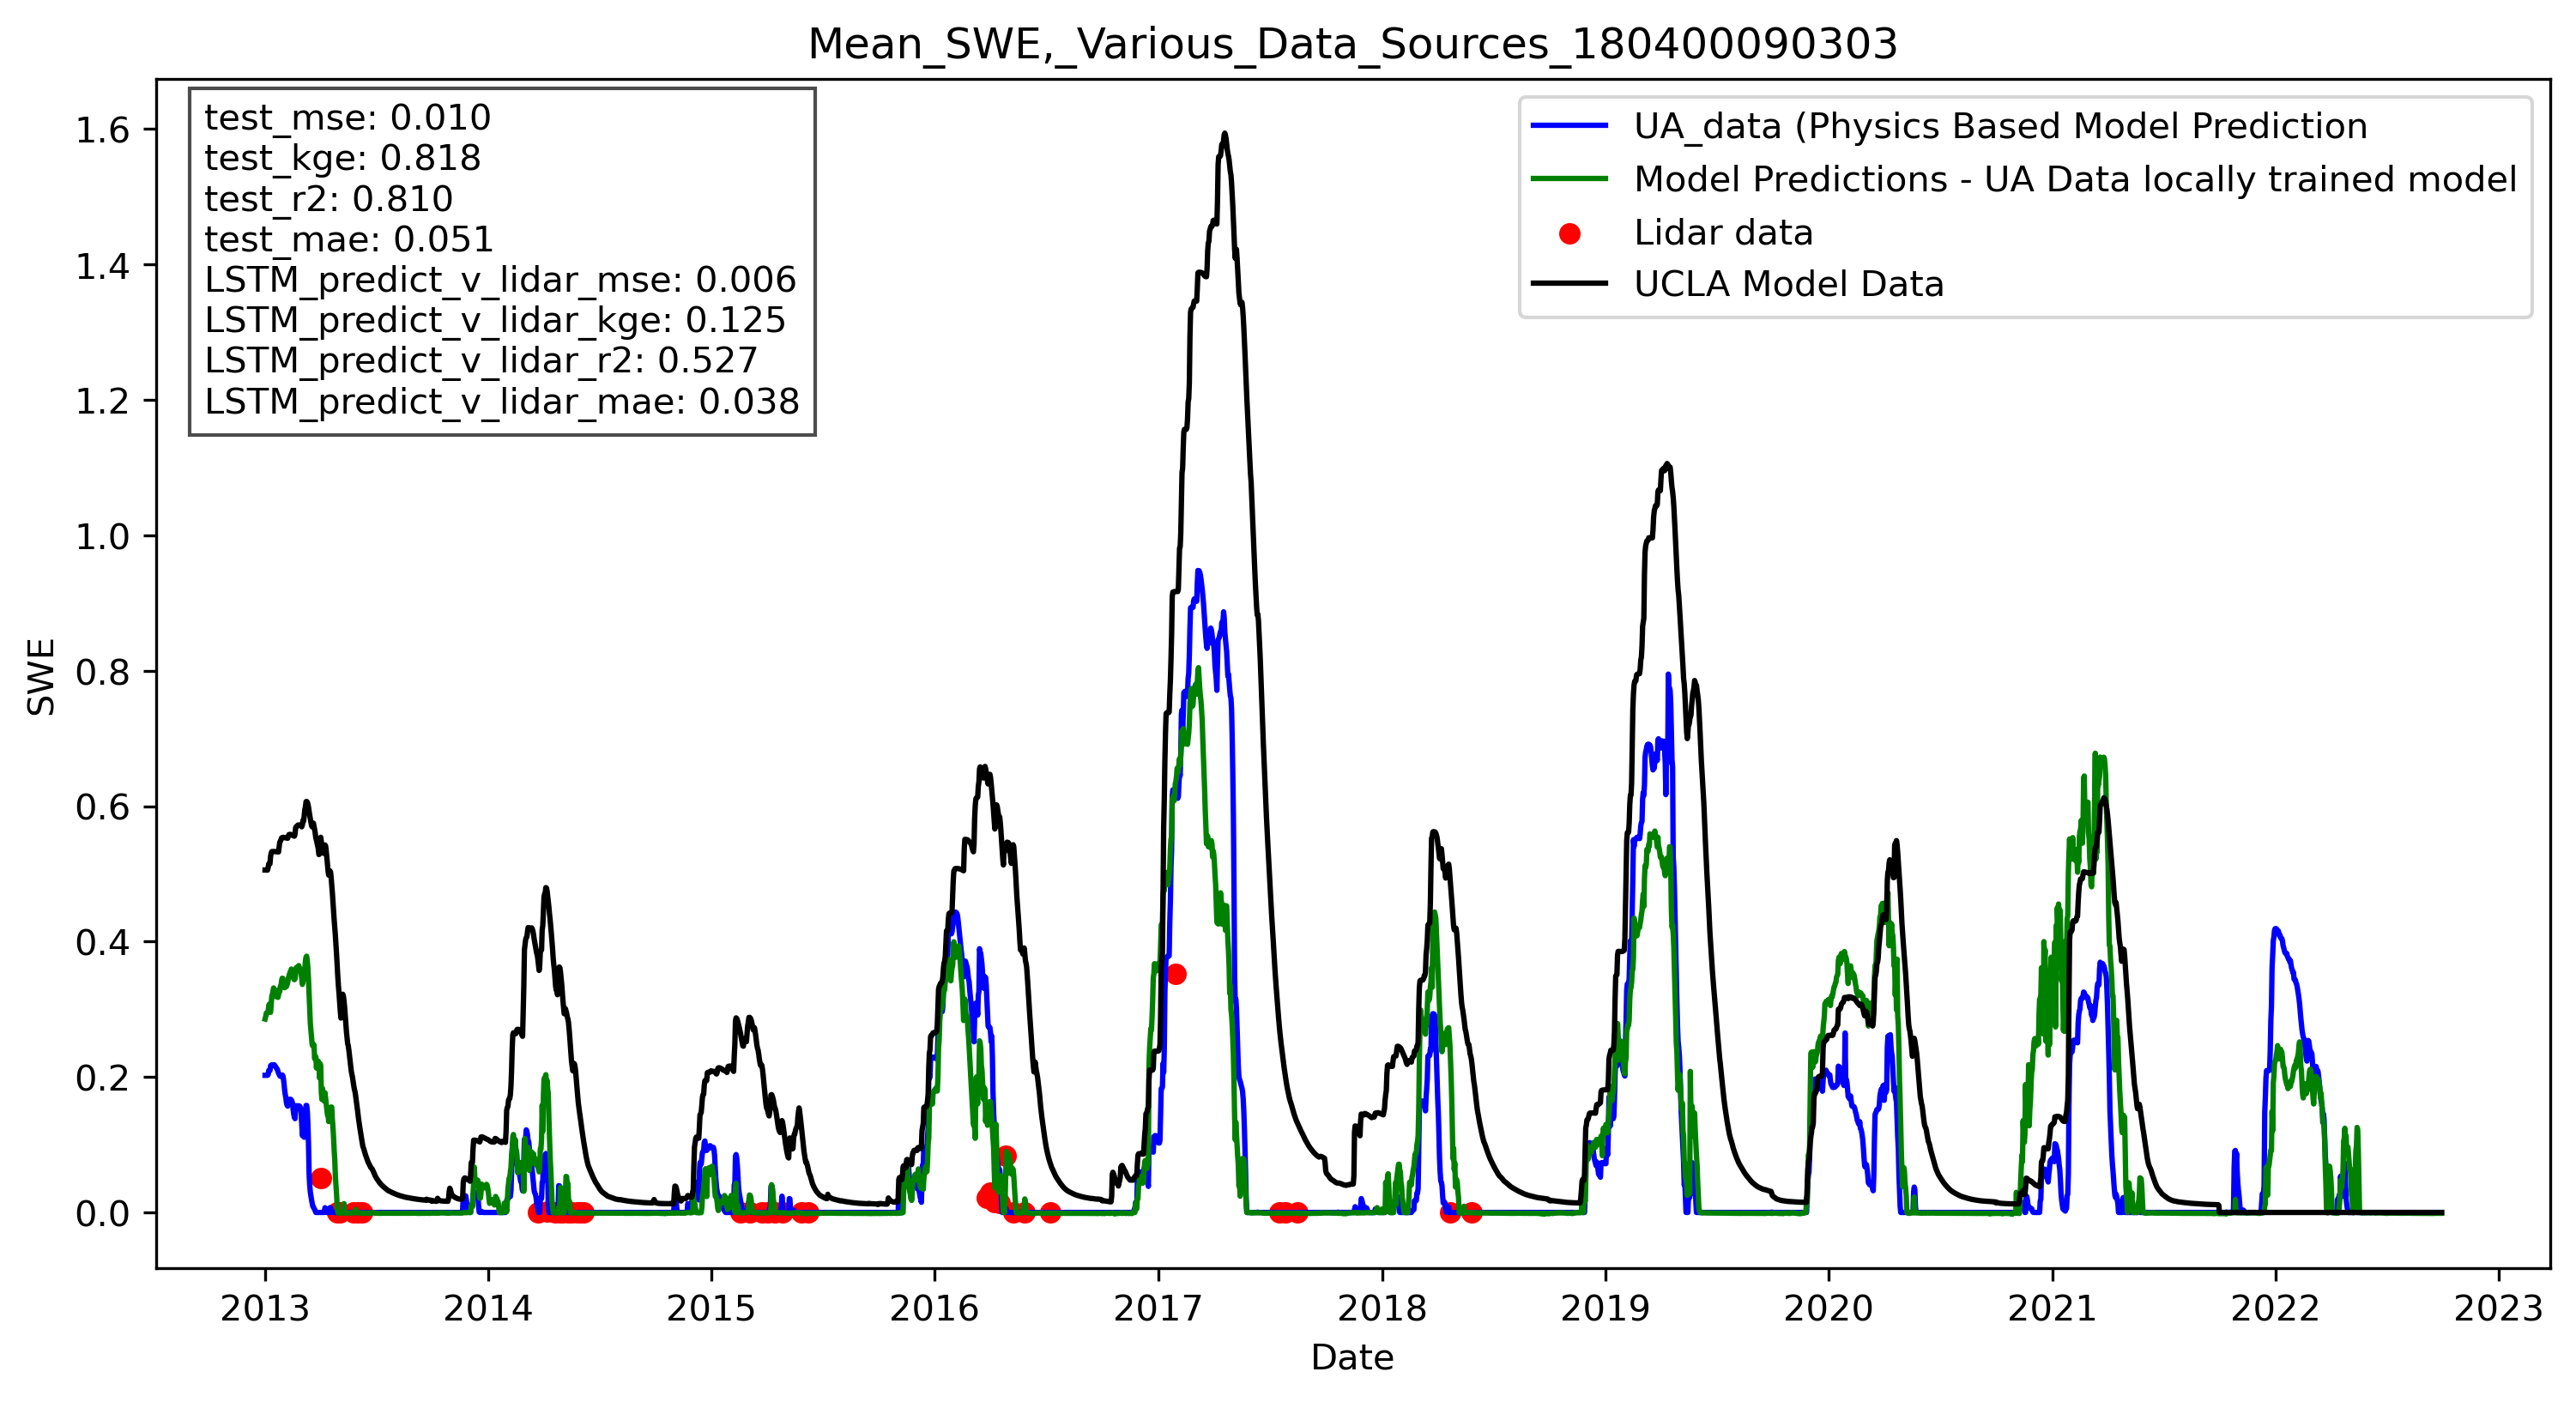 Mean_SWE,_Various_Data_Sources_180400090303
test_mse: 0.010
test_kge: 0.818
test_r2: 0.810
test_mae: 0.051
LSTM_predict_v_lidar_mse: 0.006
LSTM_predict_v_lidar_kge: 0.125
LSTM_predict_v_lidar_r2: 0.527
LSTM_predict_v_lidar_mae: 0.038
UA_data (Physics Based Model Prediction
Model Predictions - UA Data locally trained model
Lidar data
UCLA Model Data
1.6
1.4
1.2
1.0
0.8
0.6
0.4
0.2
0.0
SWE
2013 2014 2015 2016 2017 2018 2019 2020 2021 2022 2023
Date